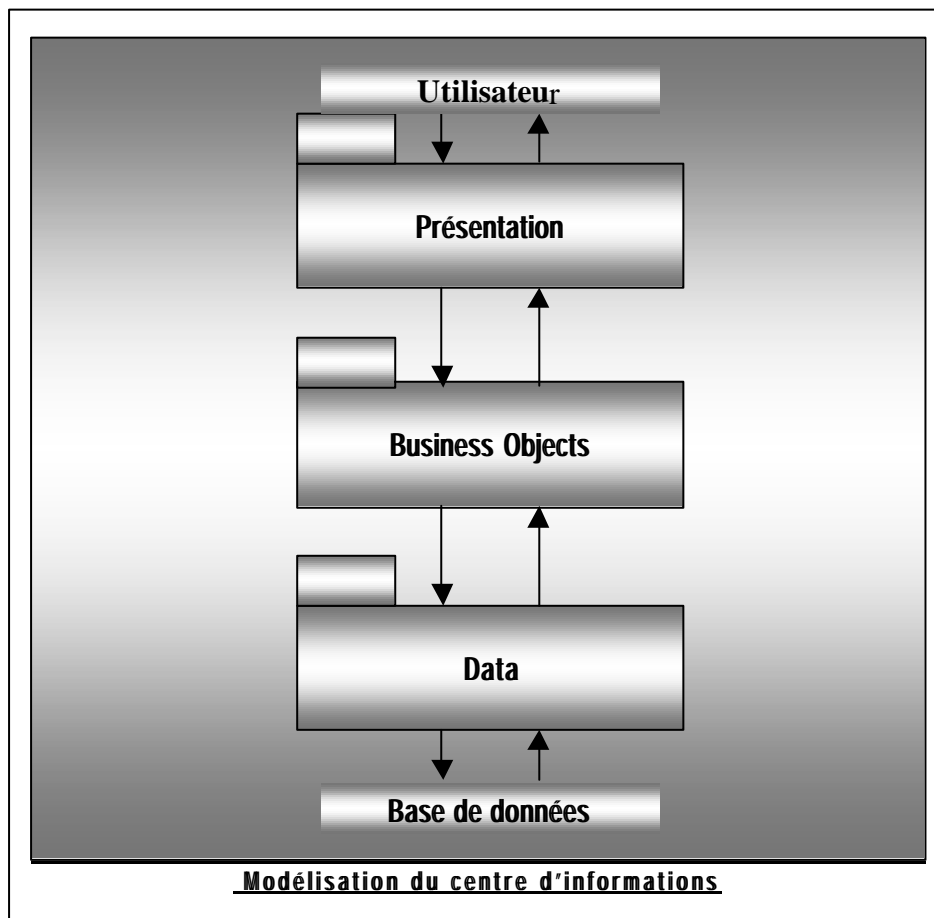 Utilisateur
Présentation
Business Objects
Data
Base de données
Modélisation du centre d'informations